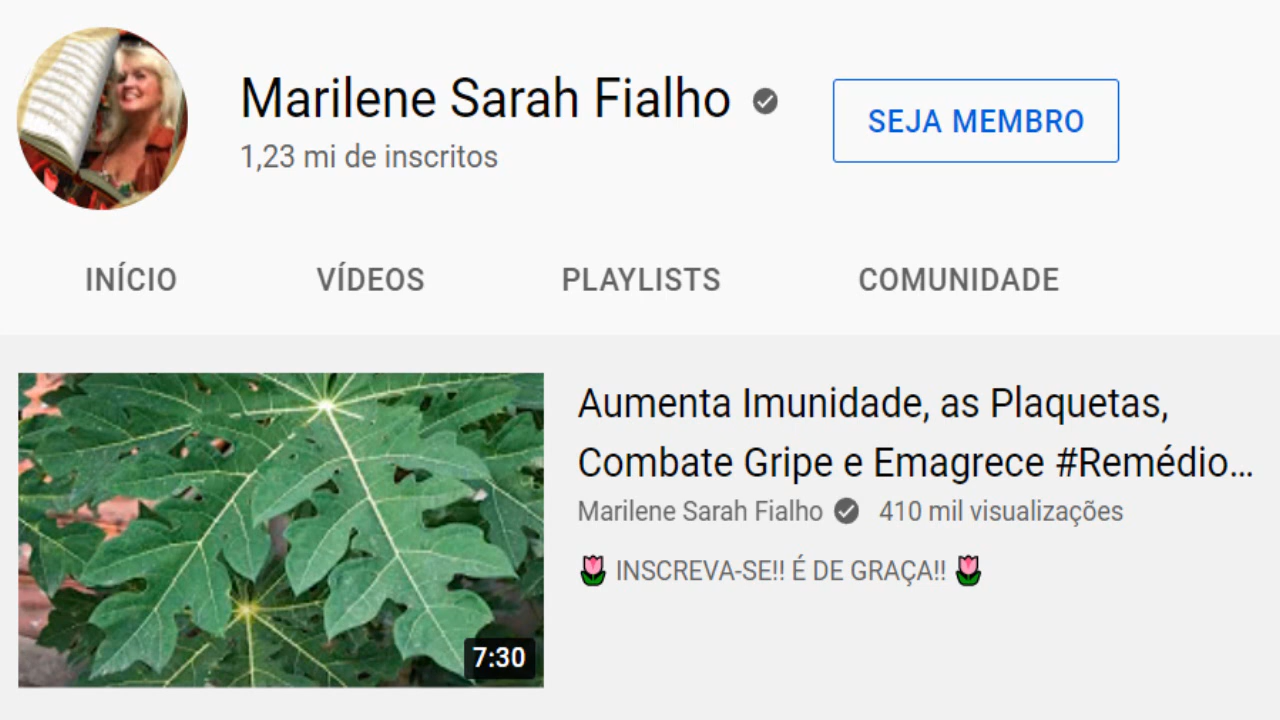 Marilene Sarah Fialho
1,23 mi de inscritos
SEJA MEMBRO
INÍCIO VÍDEOS PLAYLISTS COMUNIDADE
Aumenta Imunidade, as Plaquetas,
Combate Gripe e Emagrece #Remédio...
Marilene Sarah Fialho 410 mil visualizações
🌷 INSCREVA-SE!! É DE GRAÇA!! 🌷
7:30